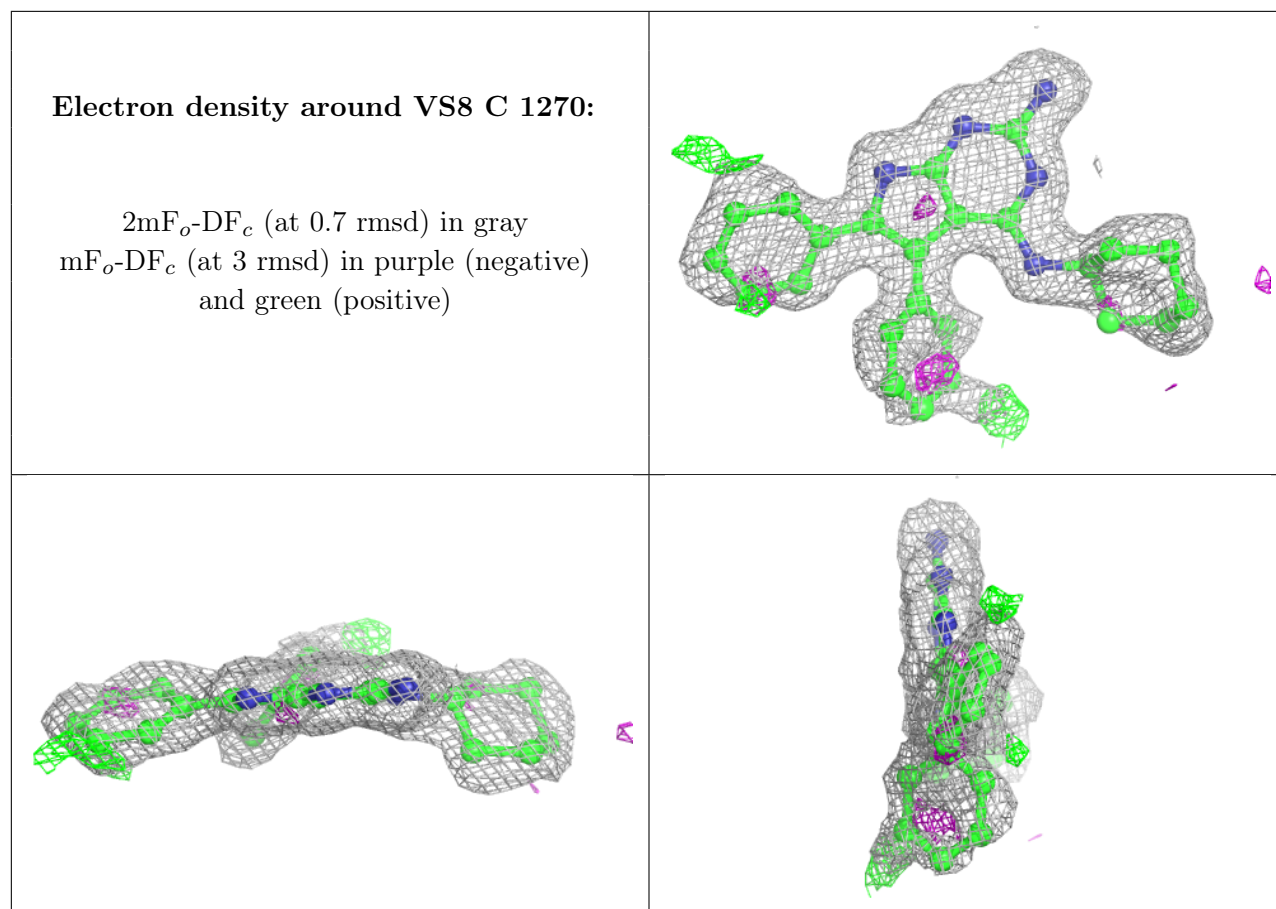 Electron density around VS8 C 1270:
2mFₒ-DF𝒸 (at 0.7 rmsd) in gray
mFₒ-DF𝒸 (at 3 rmsd) in purple (negative)
and green (positive)